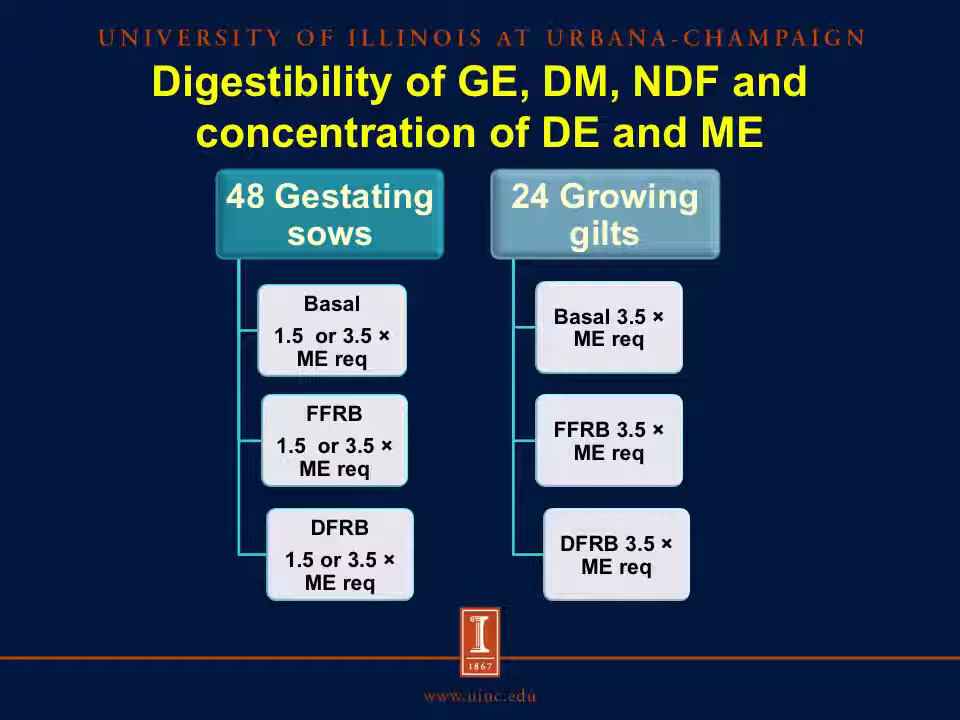 UNIVERSITY OF ILLINOIS AT URBANA-CHAMPAIGN
Digestibility of GE, DM, NDF and
concentration of DE and ME
48 Gestating
sows
Basal
1.5 or 3.5 ×
ME req
FFRB
1.5 or 3.5 ×
ME req
DFRB
1.5 or 3.5 ×
ME req
24 Growing
gilts
Basal 3.5 ×
ME req
FFRB 3.5 ×
ME req
DFRB 3.5 ×
ME req
I
1867
www.uiuc.edu